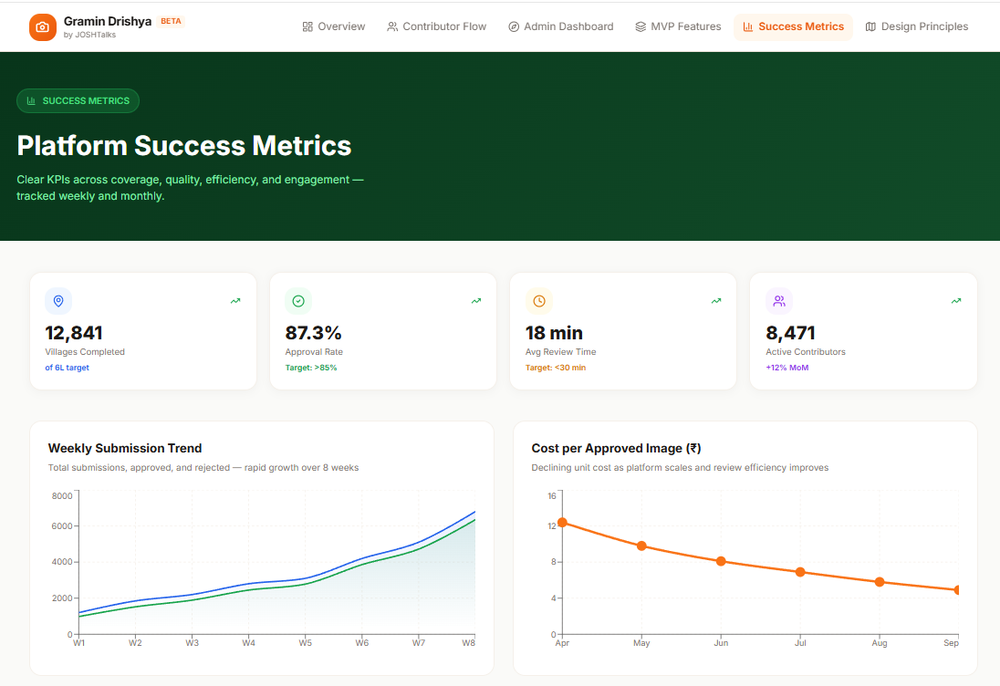 Gramin Drishya BETA
by JOSHTalks
Overview
Contributor Flow
Admin Dashboard
MVP Features
Success Metrics
Design Principles
SUCCESS METRICS
Platform Success Metrics
Clear KPIs across coverage, quality, efficiency, and engagement —
tracked weekly and monthly.
12,841
Villages Completed
of 6L target
87.3%
Approval Rate
Target: >85%
18 min
Avg Review Time
Target: <30 min
8,471
Active Contributors
+12% MoM
Weekly Submission Trend
Total submissions, approved, and rejected — rapid growth over 8 weeks
8000
6000
4000
2000
0
W1 W2 W3 W4 W5 W6 W7 W8
Cost per Approved Image (₹)
Declining unit cost as platform scales and review efficiency improves
16
12
8
4
0
Apr May Jun Jul Aug Sep